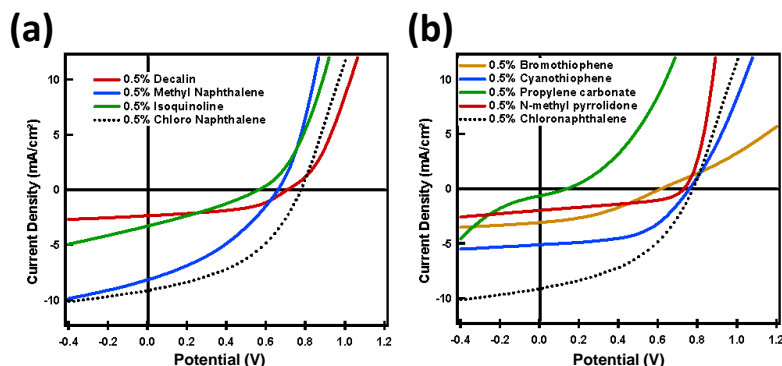 (a)
10
5
0
-5
-10
Current Density (mA/cm²)
0.5% Decalin
0.5% Methyl Naphthalene
0.5% Isoquinoline
0.5% Chloro Naphthalene
-0.4 0.0 0.2 0.4 0.6 0.8 1.0 1.2
Potential (V)
(b)
10
5
0
-5
-10
Current Density (mA/cm²)
0.5% Bromothiophene
0.5% Cyanothiophene
0.5% Propylene carbonate
0.5% N-methyl pyrrolidone
0.5% Chloronaphthalene
-0.4 -0.2 0.0 0.2 0.4 0.6 0.8 1.0 1.2
Potential (V)